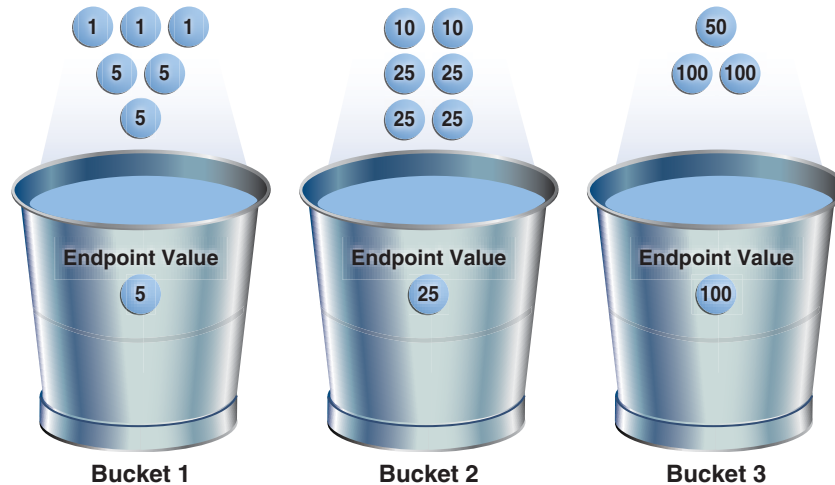 1 1 1
5 5
5
Endpoint Value
5
Bucket 1
10 10
25 25
25 25
Endpoint Value
25
Bucket 2
50
100 100
Endpoint Value
100
Bucket 3